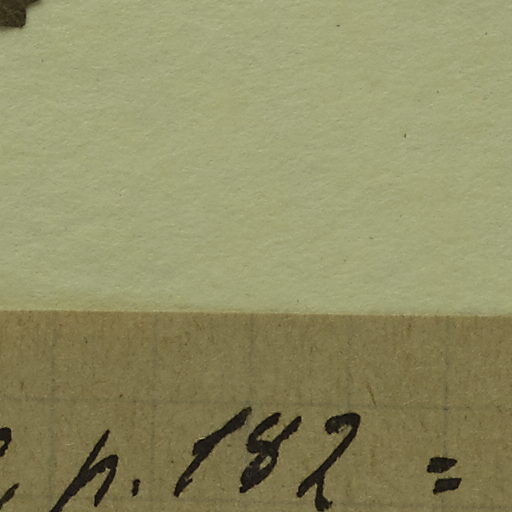 p. 182 =